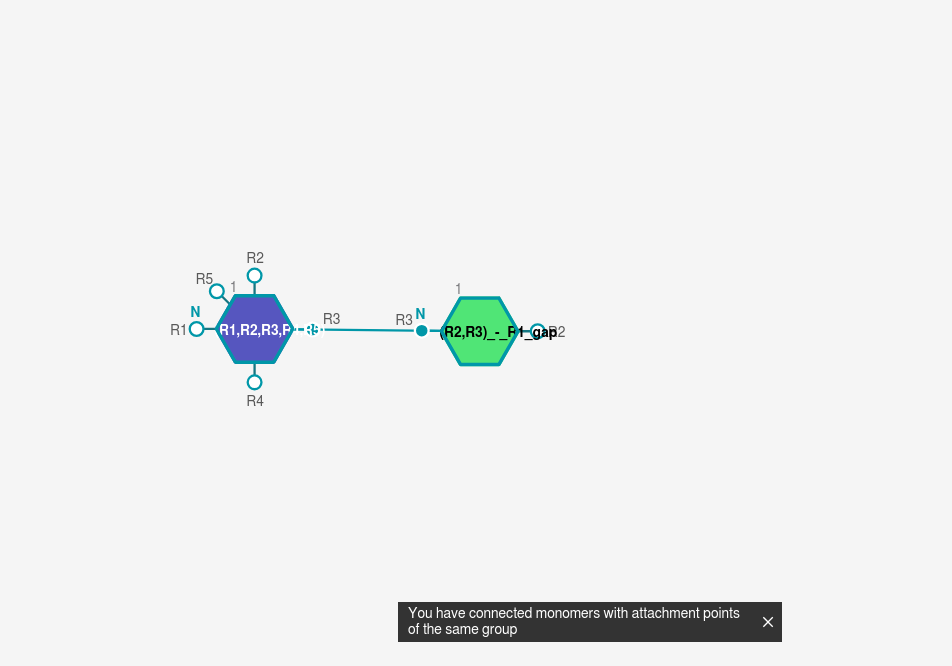 R2
R5
1
N
R1
R1,R2,R3,R
R3
R4
R3
N
1
(R2,R3)_-_R1_gap
R2
You have connected monomers with attachment points
of the same group